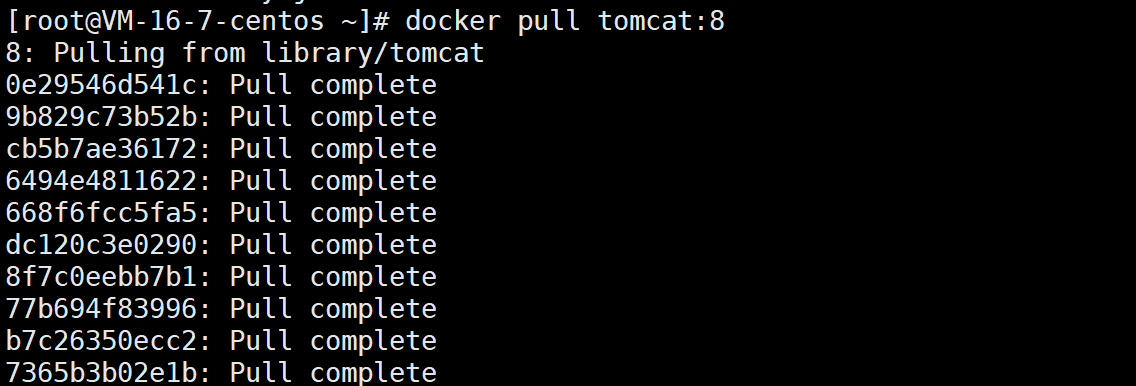 [root@VM-16-7-centos ~]# docker pull tomcat:8
8: Pulling from library/tomcat
0e29546d541c: Pull complete
9b829c73b52b: Pull complete
cb5b7ae36172: Pull complete
6494e4811622: Pull complete
668f6fcc5fa5: Pull complete
dc120c3e0290: Pull complete
8f7c0eebb7b1: Pull complete
77b694f83996: Pull complete
b7c26350ecc2: Pull complete
7365b3b02e1b: Pull complete